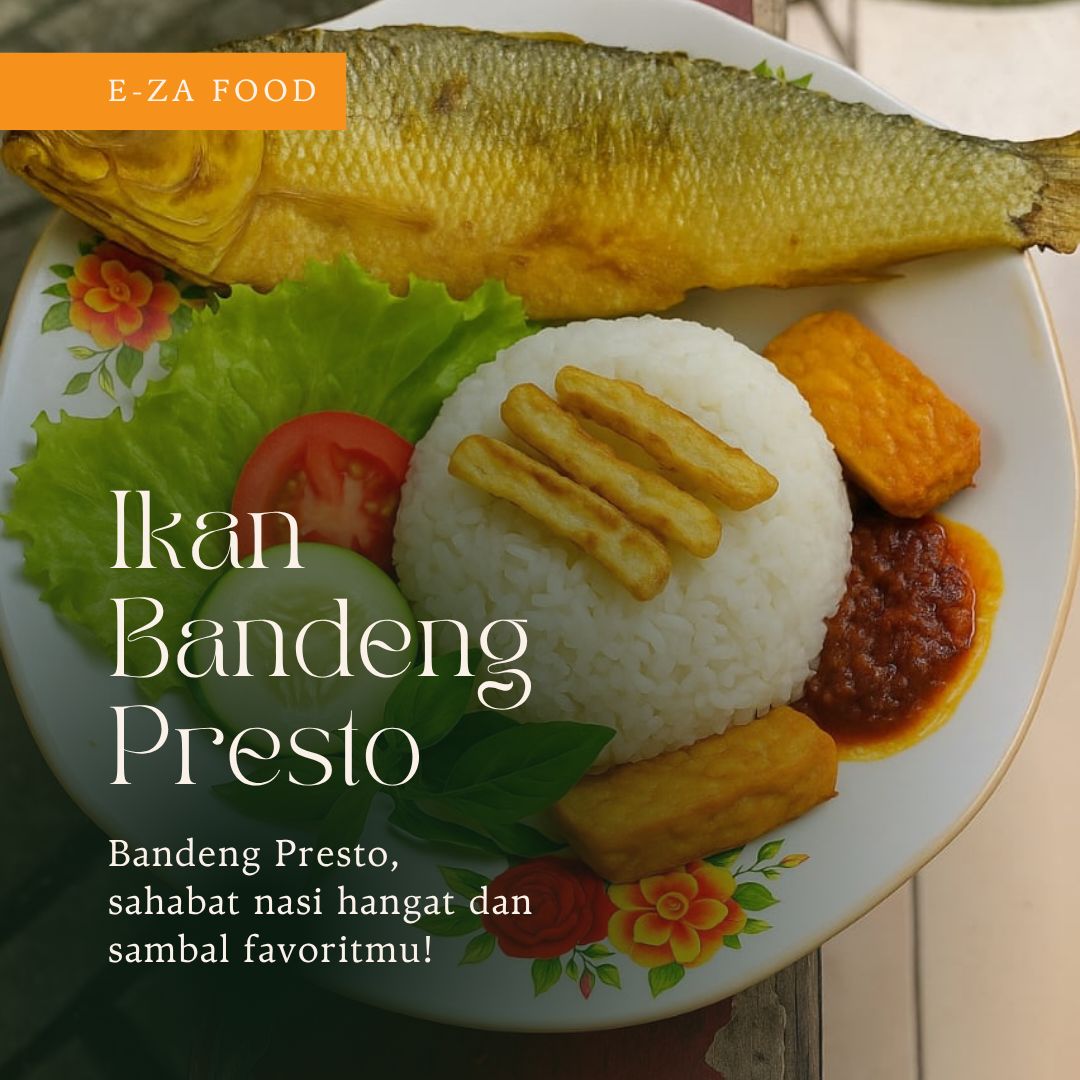 E-ZA FOOD
Ikan
Bandeng
Presto
Bandeng Presto,
sahabat nasi hangat dan
sambal favoritmu!